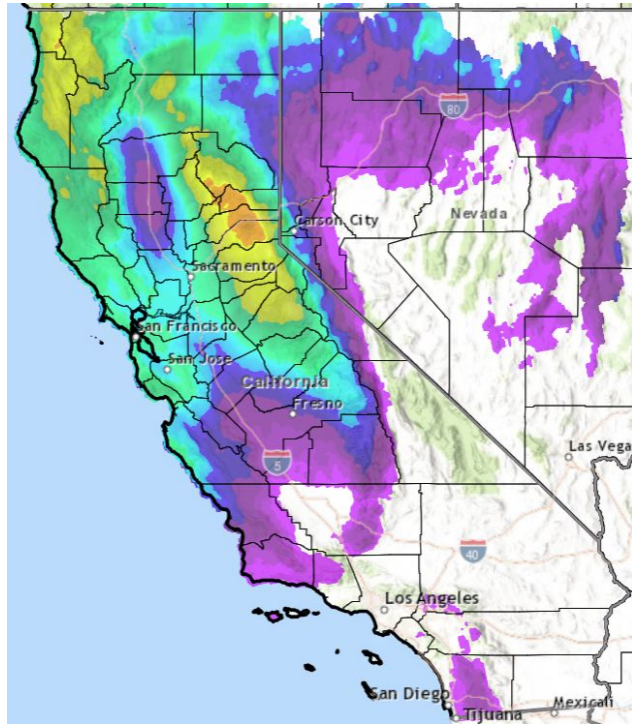 80
Carson City
Nevada
Sacramento
San Francisco
San Jose
California
Fresno
5
Las Vega
40
Los Angeles
San Diego
Mexicali
Tijuana